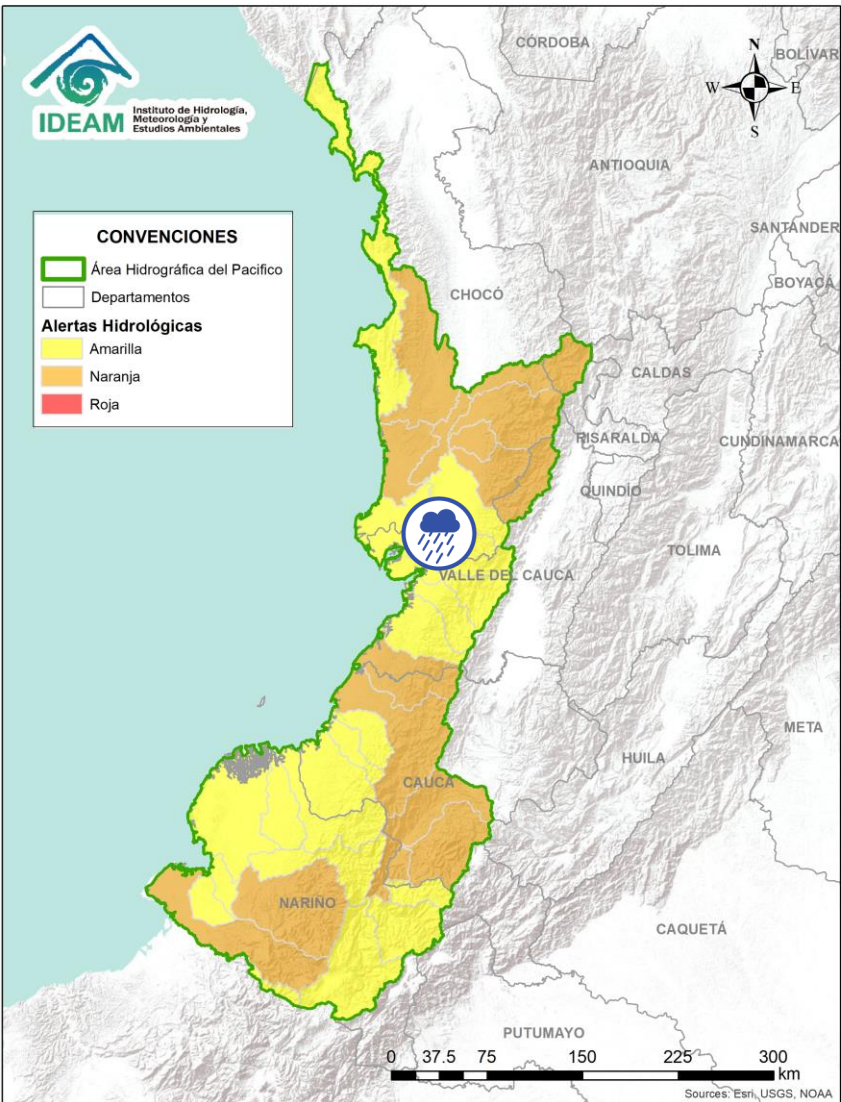 IDEAM
Instituto de Hidrología,
Meteorología y
Estudios Ambientales
CÓRDOBA
BOLÍVAR
N
W
E
S
ANTIOQUIA
SANTANDER
BOYACÁ
CHOCÓ
CONVENCIONES
Área Hidrográfica del Pacifico
Departamentos
Alertas Hidrológicas
Amarilla
Naranja
Roja
CALDAS
RISARALDA
CUNDINAMARCA
QUINDÍO
TOLIMA
VALLE DEL CAUCA
META
HUILA
CAUCA
NARIÑO
CAQUETÁ
PUTUMAYO
0 37.5 75 150 225 300
km
Sources: Esri, USGS, NOAA